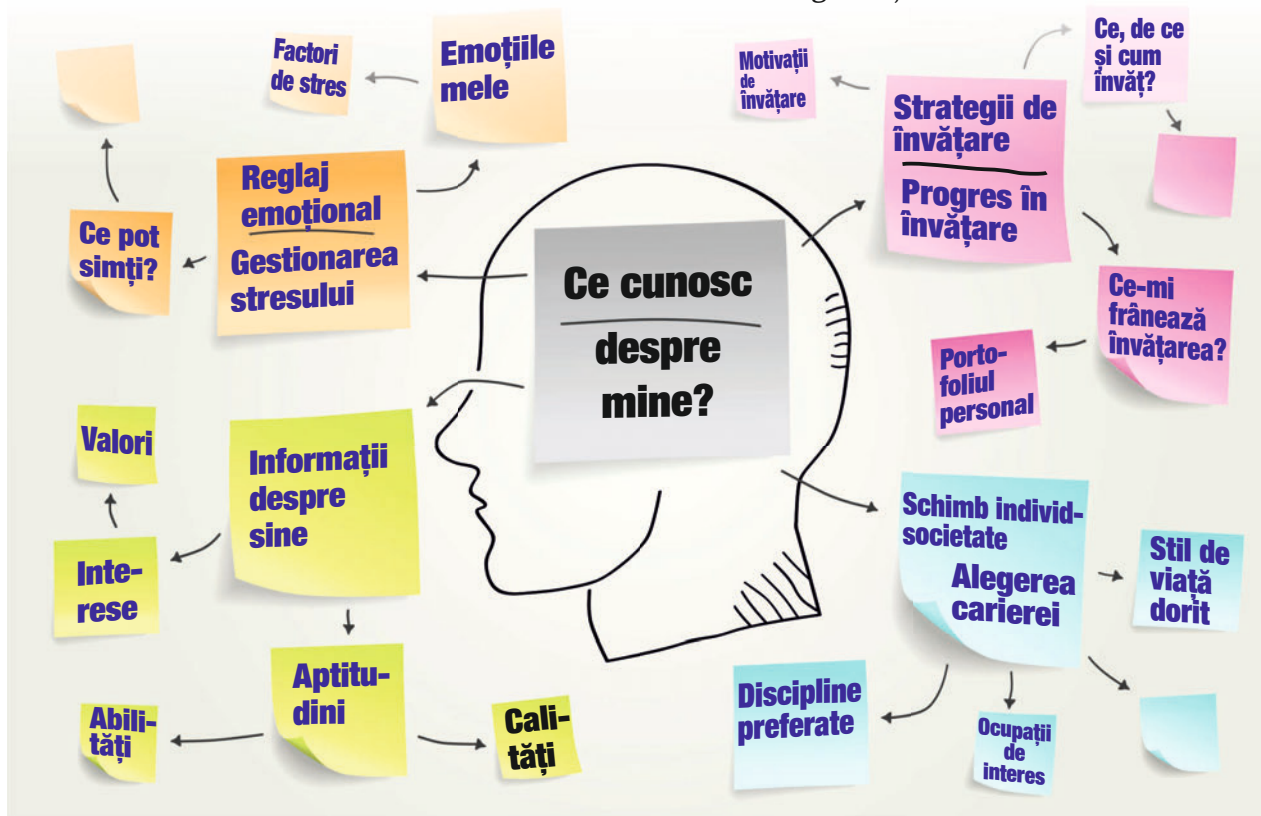 Factori
de stres
Emoțiile
mele
Reglaj
emoțional
Gestionarea
stresului
Ce pot
simți?
Motivații
de
învățare
Ce, de ce
și cum
învăț?
Strategii de
învățare
Progres în
învățare
Ce-mi
frânează
învățarea?
Porto-
foliul
personal
Ce cunosc
despre
mine?
Valori
Informații
despre
sine
Inte-
rese
Aptitu-
dini
Abili-
tăți
Cali-
tăți
Schimb individ-
societate
Alegerea
carierei
Stil de
viață
dorit
Discipline
preferate
Ocupații
de
interes